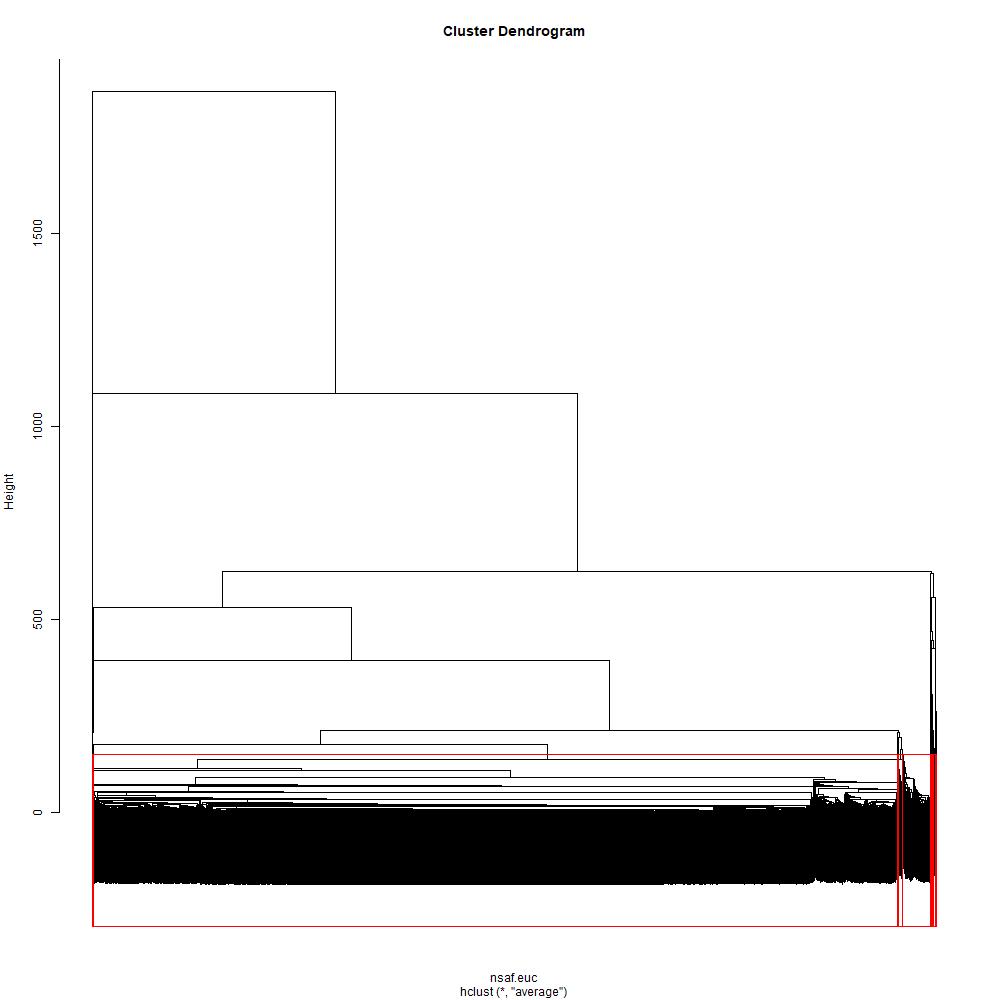 Cluster Dendrogram
1500
1000
Height
500
0
nsaf.euc
hclust (*, "average")